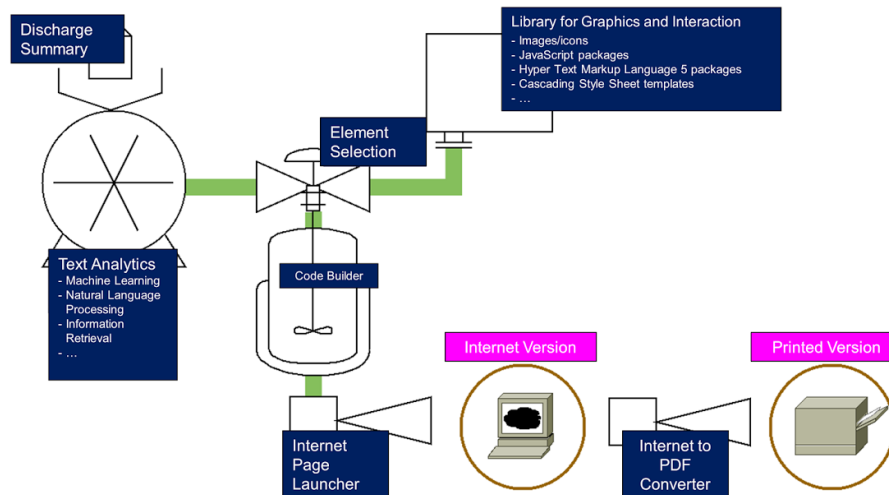 Discharge
Summary
Library for Graphics and Interaction
- Images/icons
- JavaScript packages
- Hyper Text Markup Language 5 packages
- Cascading Style Sheet templates
- …
Element
Selection
Text Analytics
- Machine Learning
- Natural Language
Processing
- Information
Retrieval
- …
Code Builder
Internet Version
Printed Version
Internet
Page
Launcher
Internet to
PDF
Converter